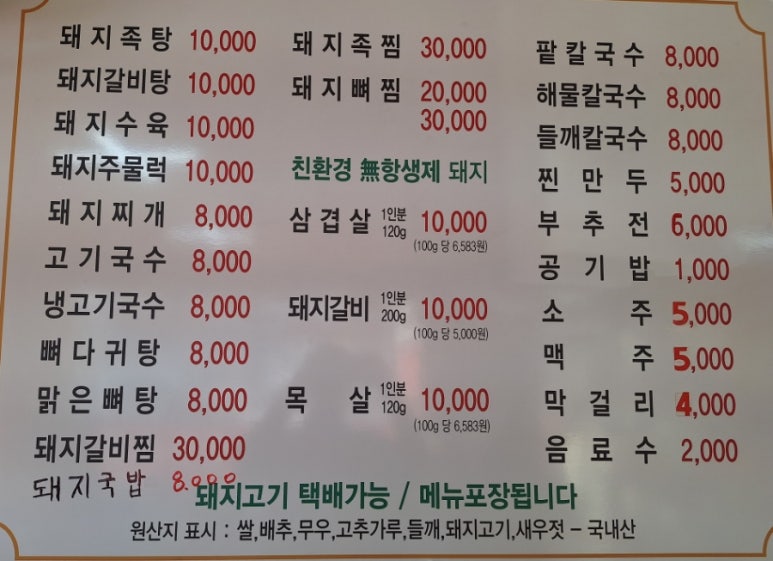 돼지족탕 10,000
돼지갈비탕 10,000
돼지수육 10,000
돼지주물럭 10,000
돼지찌개 8,000
고기국수 8,000
냉고기국수 8,000
뼈다귀탕 8,000
맑은뼈탕 8,000
돼지갈비찜 30,000
돼지국밥 8.000
돼지족찜 30,000
돼지뼈찜 20,000
30,000
친환경 無항생제 돼지
삼겹살 1인분 120g 10,000
(100g 당 6,583원)
돼지갈비 1인분 200g 10,000
(100g 당 5,000원)
목살 1인분 120g 10,000
(100g 당 6,583원)
팥칼국수 8,000
해물칼국수 8,000
들깨칼국수 8,000
찐만두 5,000
부추전 6,000
공기밥 1,000
소주 5,000
맥주 5,000
막걸리 4,000
음료수 2,000
돼지고기 택배가능 / 메뉴포장됩니다
원산지 표시 : 쌀,배추,무우,고추가루,들깨,돼지고기,새우젓 – 국내산